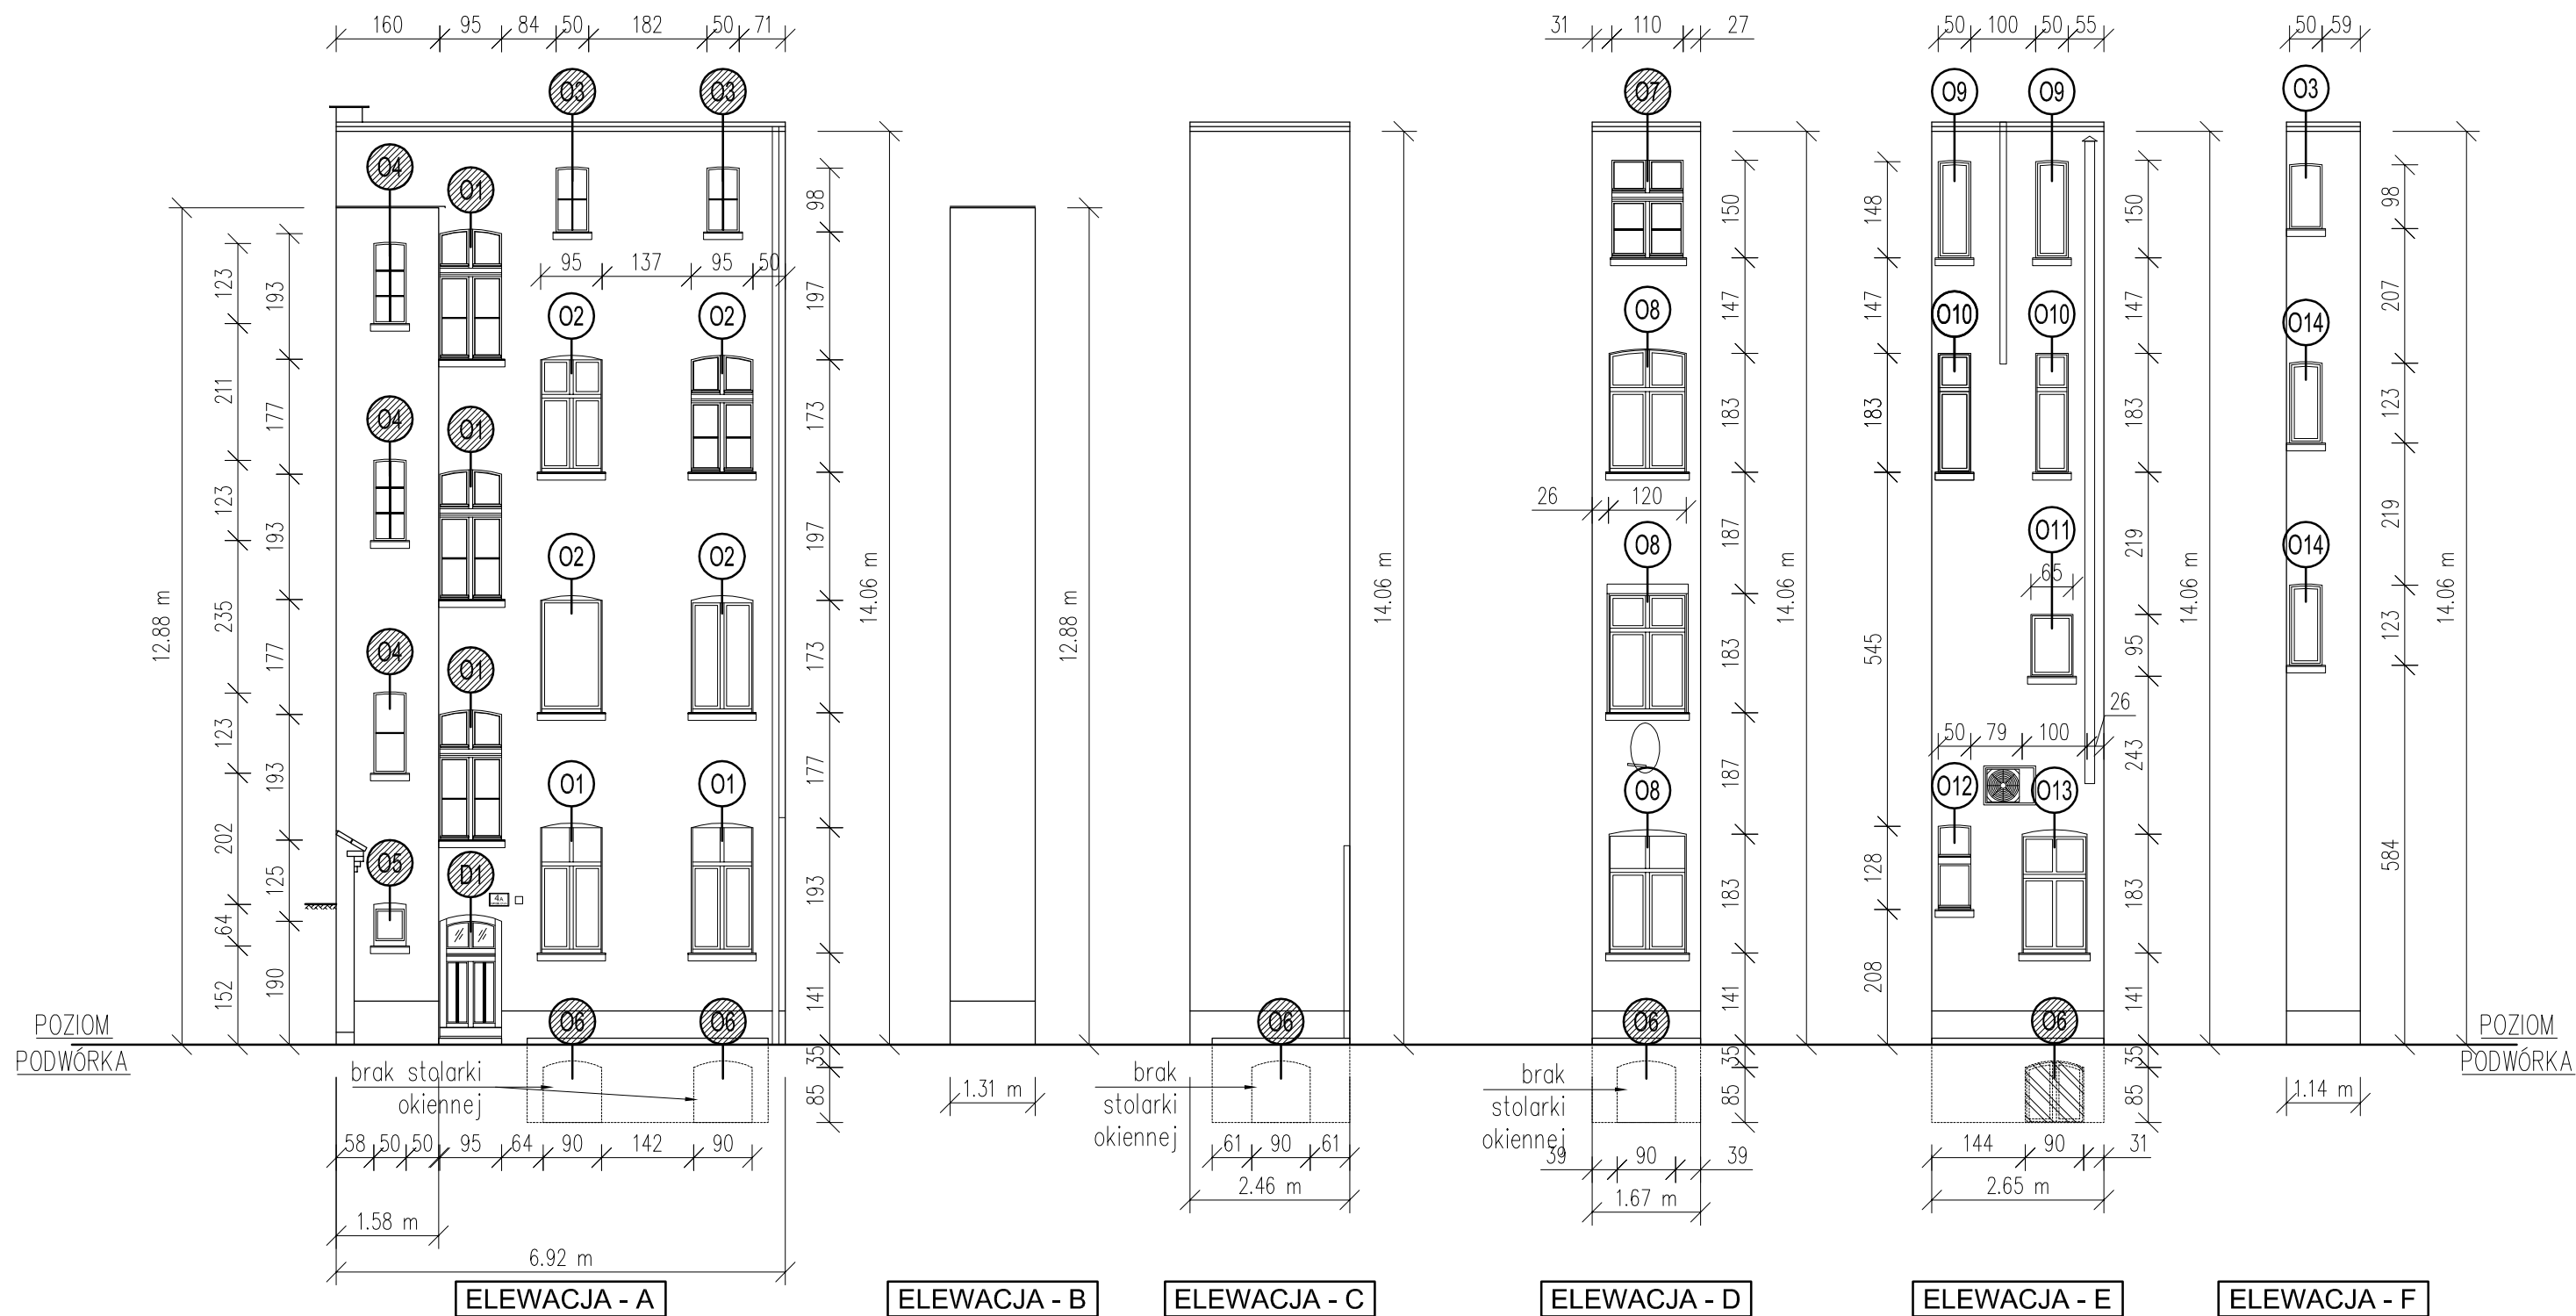 160 95 84 50 182 50 71
31 110 27
50 100 50 55
50 59
O3 O3 O7 O9 O9 O3
O4 O1
98 150 148 150 98
95 137 95 50
123 193 197 147 147 147 207
O2 O2 O8 O10 O10 O14
211 177 173 183 183 183 123
O4 O1
26 120
123 193 197 187 219 219
O2 O2 O8 O11 O14
65
12.88 m 14.06 m 12.88 m 14.06 m 14.06 m 14.06 m 14.06 m
235 177 173 183 545 95 123
O4 O1
26
50 79 100
123 193 177 187 243
O1 O1 O8 O12 O13
202 125 193 183 128 183 584
O5 D1
4A
64 190 152 141 141 208 141
O6 O6 O6 O6 O6
POZIOM
PODWÓRKA
POZIOM
PODWÓRKA
35 85 35 85 35 85
brak stolarki
okiennej
brak
stolarki
okiennej
brak
stolarki
okiennej
1.31 m
1.14 m
58 50 50 95 64 90 142 90
61 90 61
39 90 39
144 90 31
1.58 m
2.46 m
1.67 m
2.65 m
6.92 m
ELEWACJA - A
ELEWACJA - B
ELEWACJA - C
ELEWACJA - D
ELEWACJA - E
ELEWACJA - F